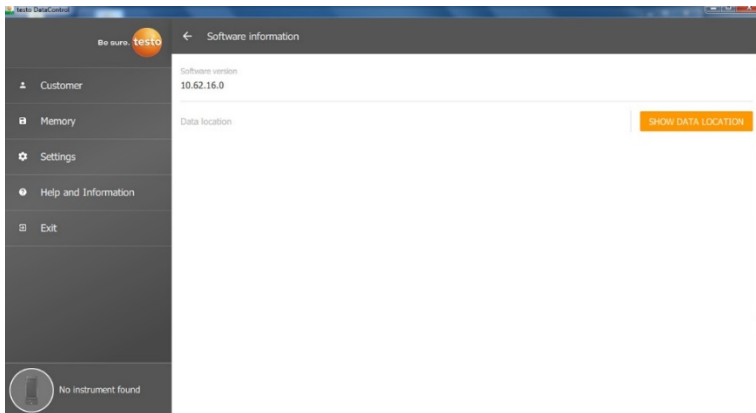 testo DataControl
Be sure. testo
← Software information
Customer
Memory
Settings
Help and Information
Exit
No instrument found
Software version
10.62.16.0
Data location
SHOW DATA LOCATION